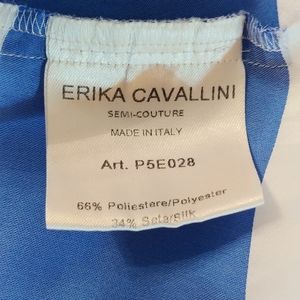 ERIKA CAVALLINI
SEMI-COUTURE
MADE IN ITALY
Art. P5E028
66% Poliestere/Polyester
34% Seta/Silk